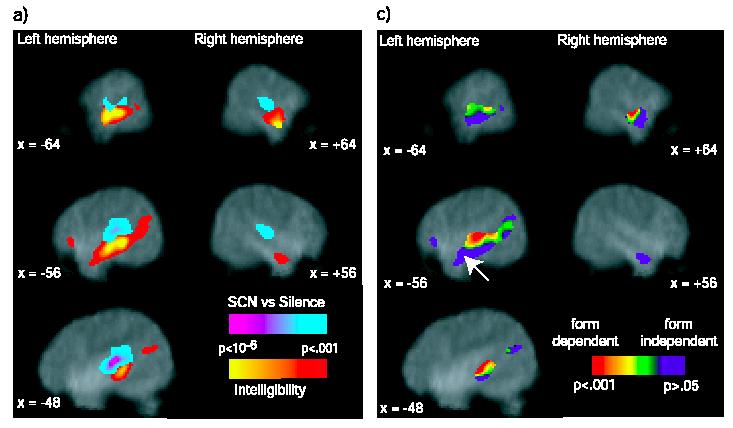 a)
Left hemisphere
Right hemisphere
x = -64
x = +64
x = -56
x = +56
SCN vs Silence
p<10-6
p<.001
Intelligibility
x = -48
c)
Left hemisphere
Right hemisphere
x = -64
x = +64
x = -56
x = +56
form dependent
form independent
p<.001
p>.05
x = -48